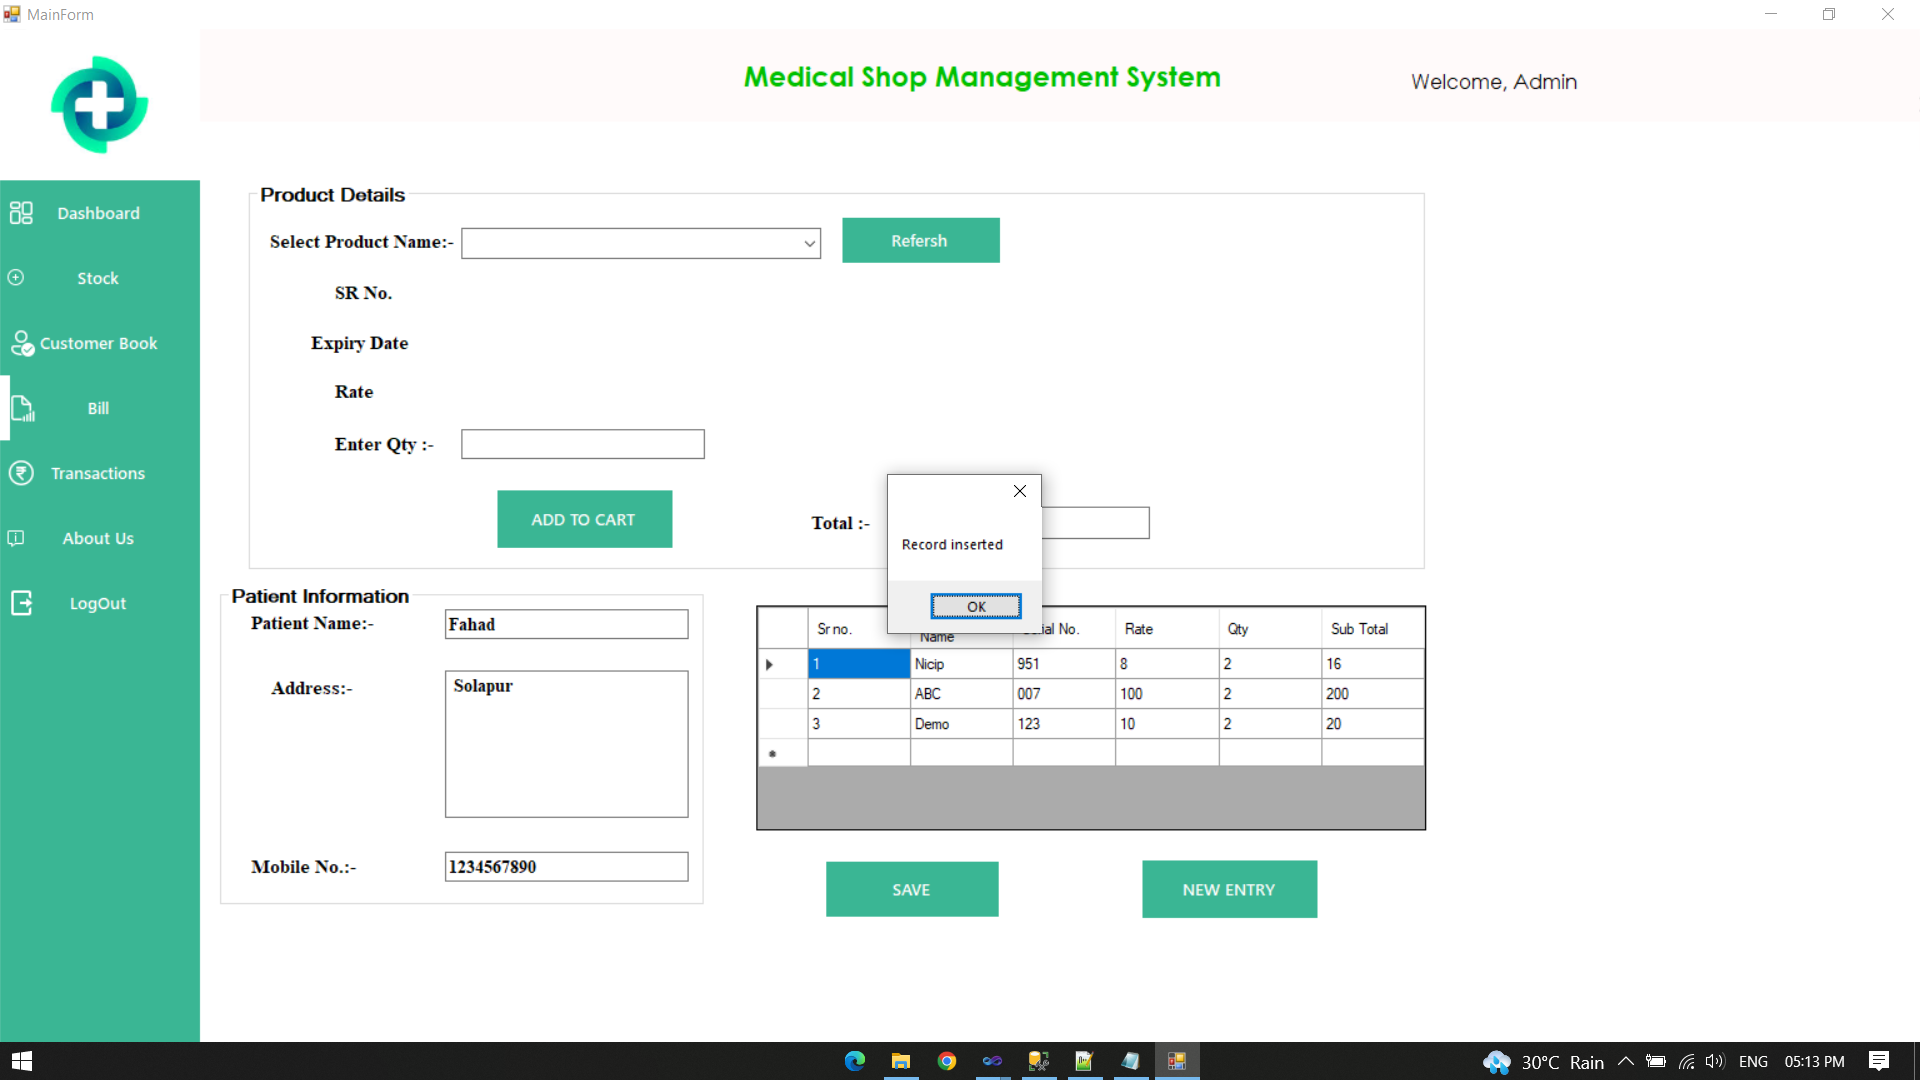 MainForm
Medical Shop Management System
Welcome, Admin
Dashboard
Stock
Customer Book
Bill
Transactions
About Us
LogOut
Product Details
Select Product Name:-
Refersh
SR No.
Expiry Date
Rate
Enter Qty :-
ADD TO CART
Total :-
Record inserted
OK
Patient Information
Patient Name:- Fahad
Address:- Solapur
Mobile No.:- 1234567890
Sr no. Name No. Rate Qty Sub Total
1 Nicip 951 8 2 16
2 ABC 007 100 2 200
3 Demo 123 10 2 20
SAVE
NEW ENTRY
30°C Rain ENG 05:13 PM